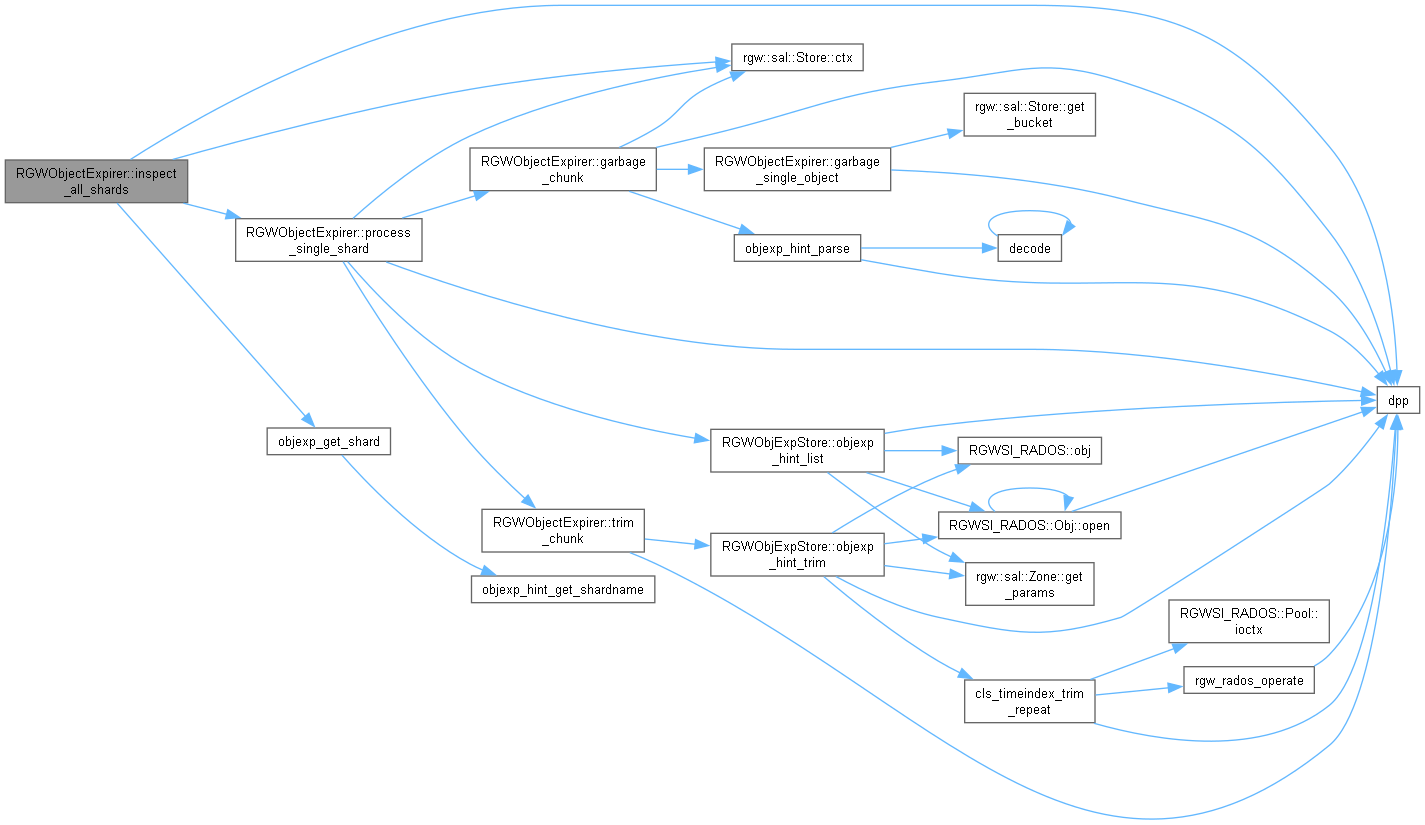 rgw::sal::Store::ctx
rgw::sal::Store::get
_bucket
RGWObjectExpirer::inspect
_all_shards
RGWObjectExpirer::garbage
_chunk
RGWObjectExpirer::garbage
_single_object
RGWObjectExpirer::process
_single_shard
objexp_hint_parse
decode
dpp
objexp_get_shard
RGWObjExpStore::objexp
_hint_list
RGWSI_RADOS::obj
RGWObjectExpirer::trim
_chunk
RGWSI_RADOS::Obj::open
RGWObjExpStore::objexp
_hint_trim
objexp_hint_get_shardname
rgw::sal::Zone::get
_params
RGWSI_RADOS::Pool::
ioctx
rgw_rados_operate
cls_timeindex_trim
_repeat